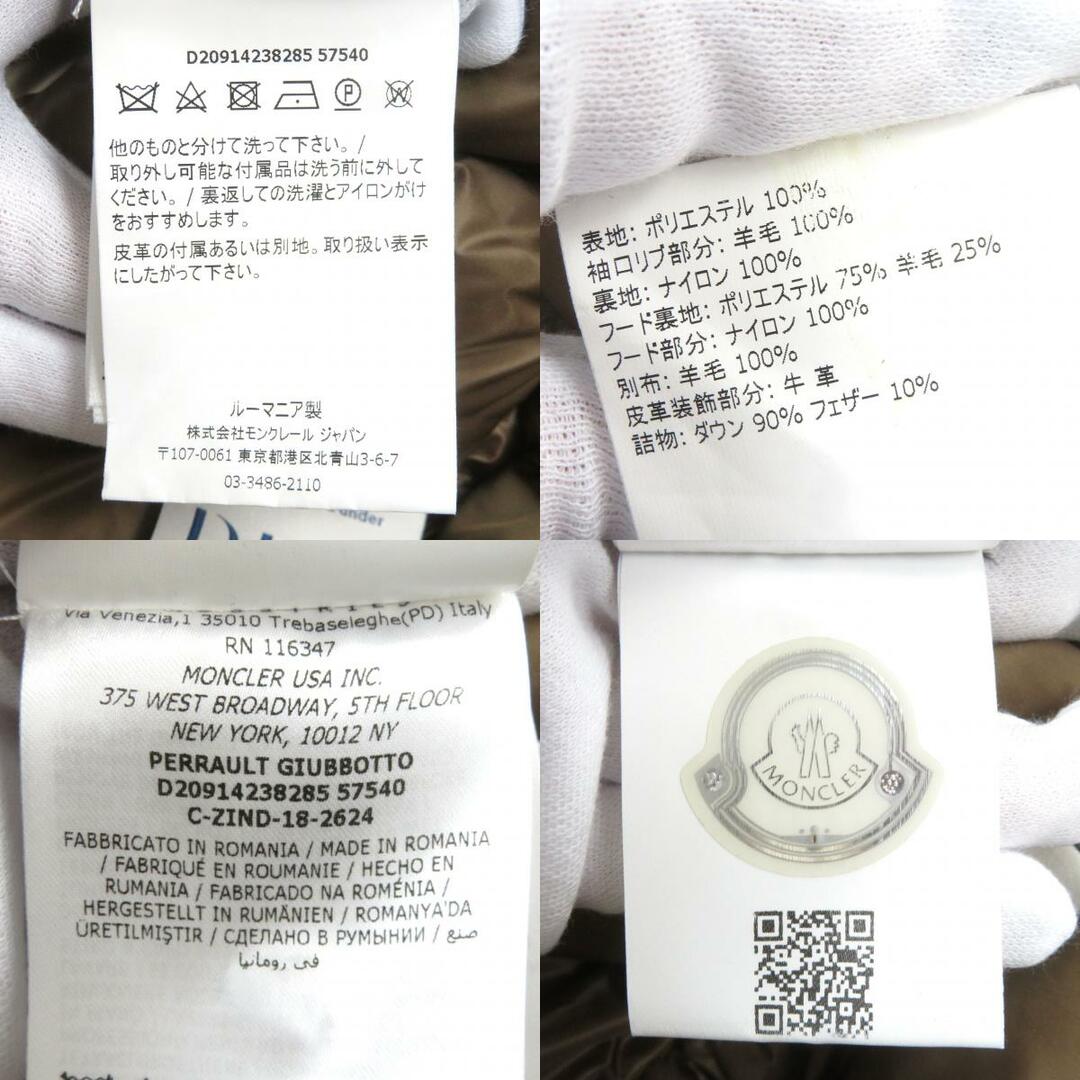 D20914238285 57540
P
W
他のものと分けて洗って下さい。/
取り外し可能な付属品は洗う前に外して
ください。/ 裏返しての洗濯とアイロンがけ
をおすすめします。
皮革の付属あるいは別地。取り扱い表示
にしたがって下さい。
ルーマニア製
株式会社モンクレール ジャパン
〒107-0061 東京都港区北青山3-6-7
03-3486-2110
under
表地: ポリエステル 100%
袖口リブ部分: 羊毛 100%
裏地: ナイロン 100%
フード裏地: ポリエステル 75% 羊毛 25%
フード部分: ナイロン 100%
別布: 羊毛 100%
皮革装飾部分: 牛 革
詰物: ダウン 90% フェザー 10%
Via Venezia,1 35010 Trebaseleghe(PD) Italy
RN 116347
MONCLER USA INC.
375 WEST BROADWAY, 5TH FLOOR
NEW YORK, 10012 NY
PERRAULT GIUBBOTTO
D20914238285 57540
C-ZIND-18-2624
FABBRICATO IN ROMANIA / MADE IN ROMANIA
/ FABRIQUÉ EN ROUMANIE / HECHO EN
RUMANIA / FABRICADO NA ROMÉNIA /
HERGESTELLT IN RUMÄNIEN / ROMANYA'DA
ÜRETILMIŞTIR / СДЕЛАНО В РУМЫНИИ / صنع
في رومانيا
MONCLER